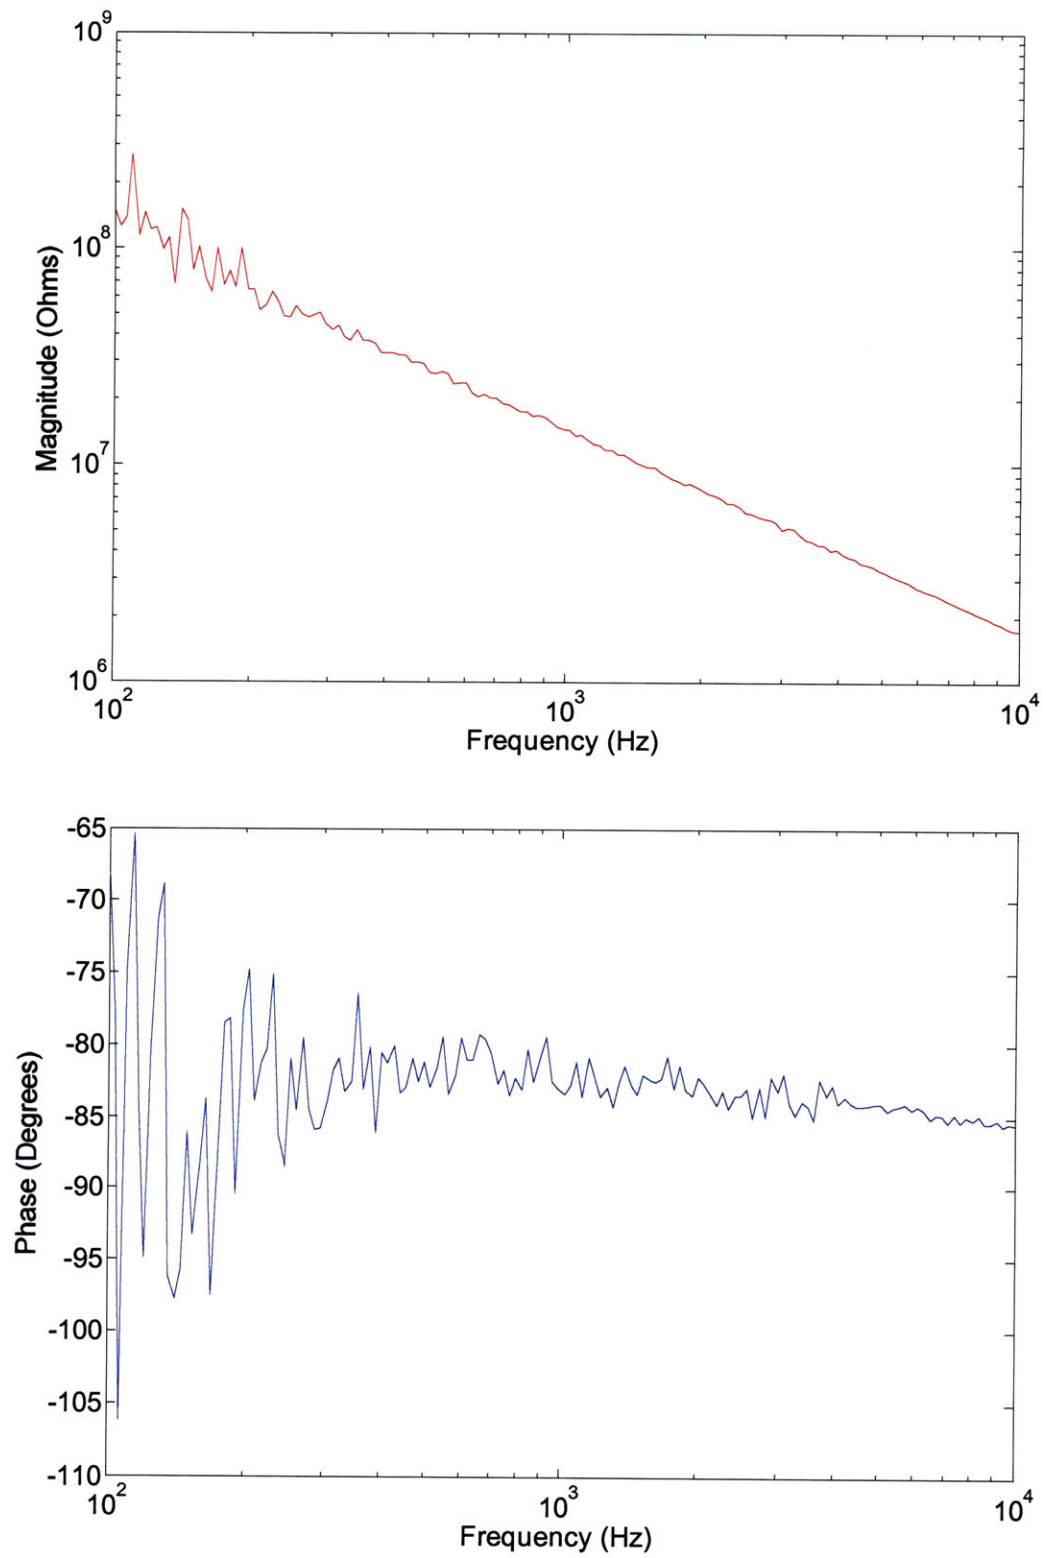 10^9
10^8
10^7
10^6
Magnitude (Ohms)
10^2 10^3 10^4
Frequency (Hz)
-65
-70
-75
-80
-85
-90
-95
-100
-105
-110
Phase (Degrees)
10^2 10^3 10^4
Frequency (Hz)